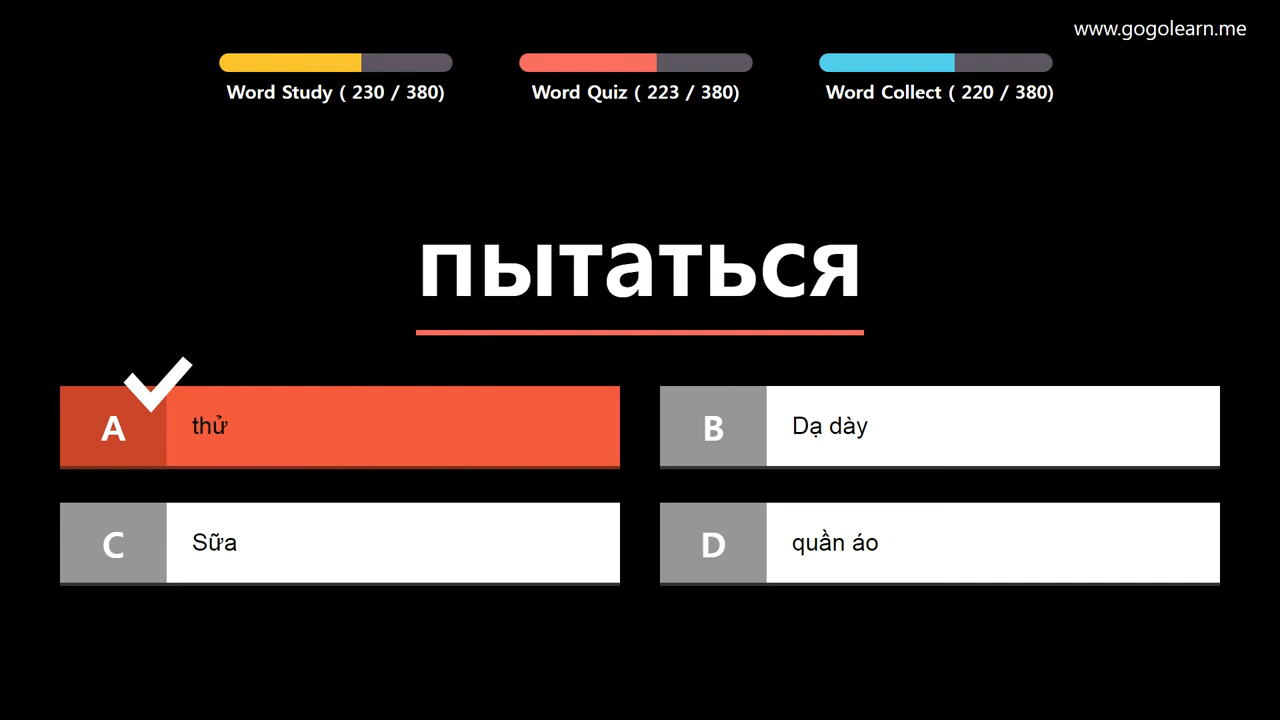 www.gogolearn.me
Word Study ( 230 / 380)
Word Quiz ( 223 / 380)
Word Collect ( 220 / 380)
пытаться
A
thử
B
Dạ dày
C
Sữa
D
quần áo